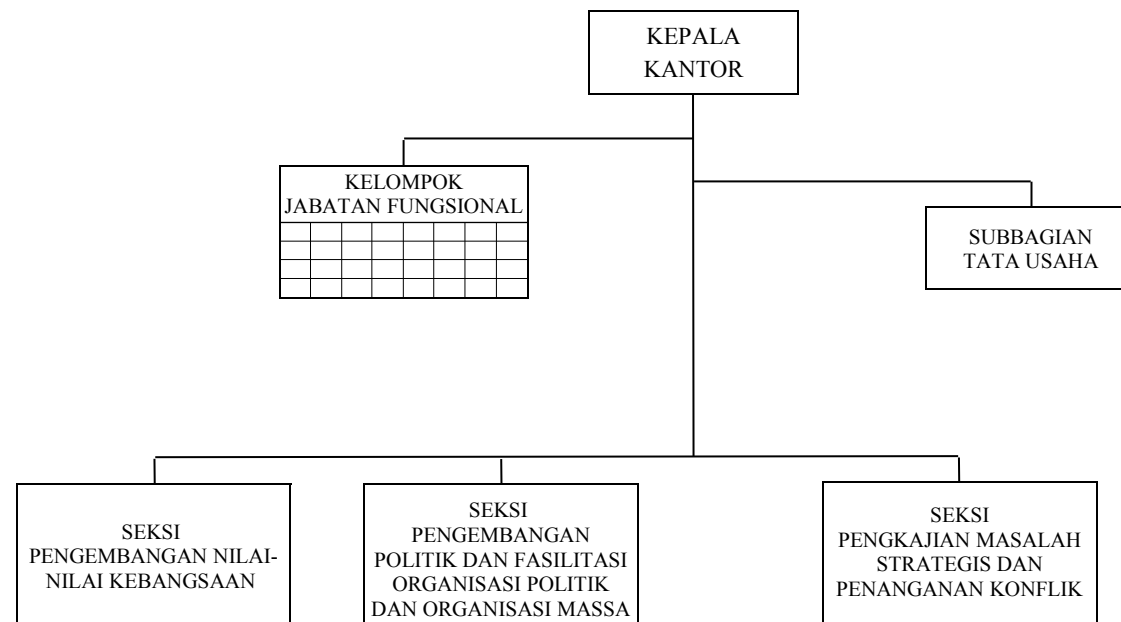 KEPALA
KANTOR
KELOMPOK
JABATAN FUNGSIONAL
SUBBAGIAN
TATA USAHA
SEKSI
PENGEMBANGAN NILAI-
NILAI KEBANGSAAN
SEKSI
PENGEMBANGAN
POLITIK DAN FASILITASI
ORGANISASI POLITIK
DAN ORGANISASI MASSA
SEKSI
PENGKAJIAN MASALAH
STRATEGIS DAN
PENANGANAN KONFLIK